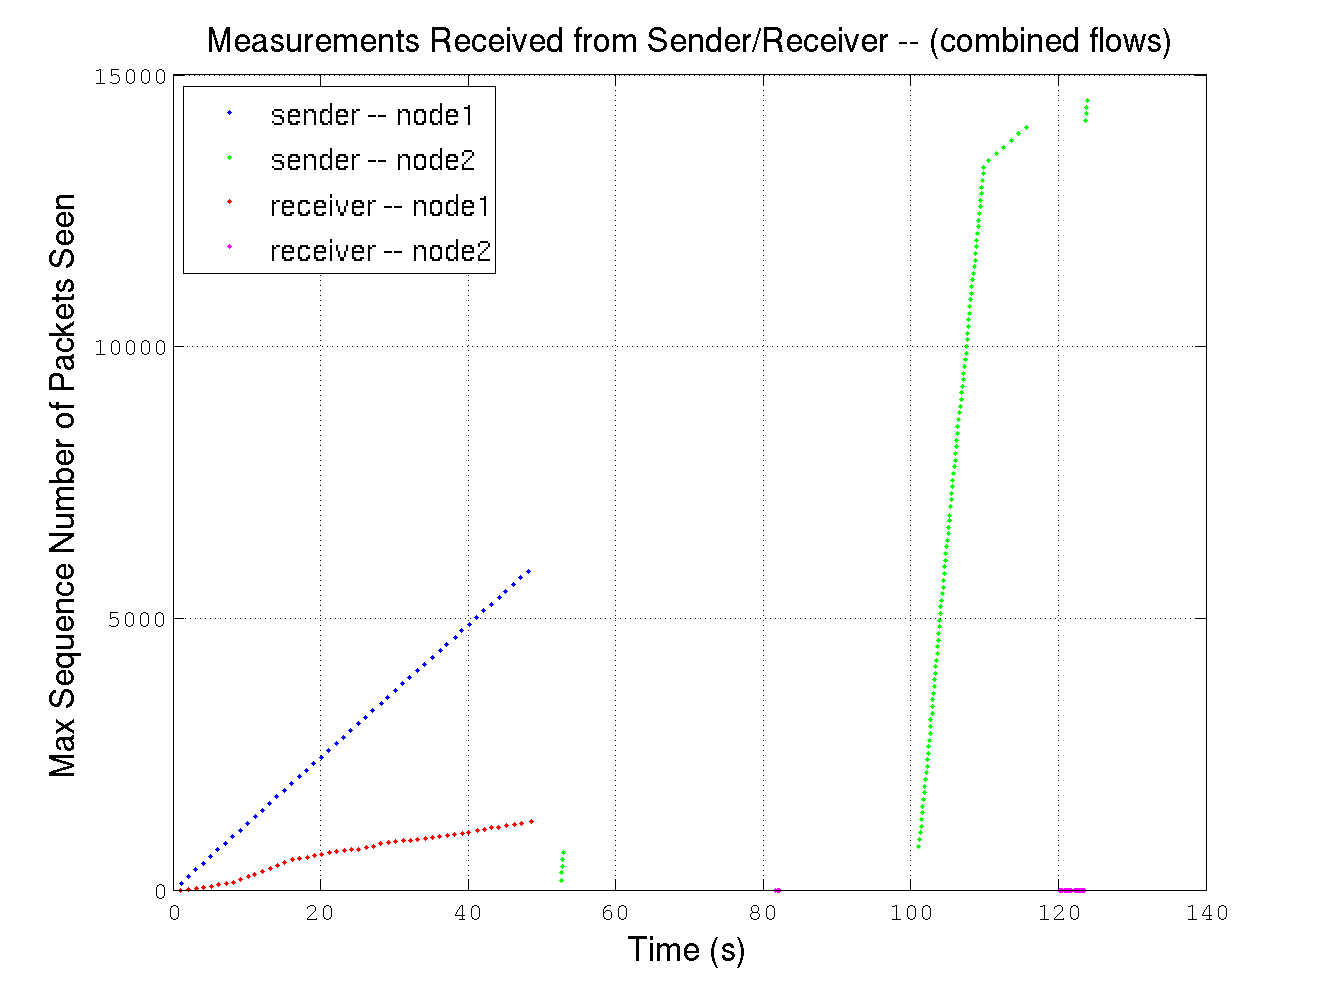 Measurements Received from Sender/Receiver -- (combined flows)
15000
sender -- node1
sender -- node2
receiver -- node1
receiver -- node2
Max Sequence Number of Packets Seen
10000
5000
0
0 20 40 60 80 100 120 140
Time (s)